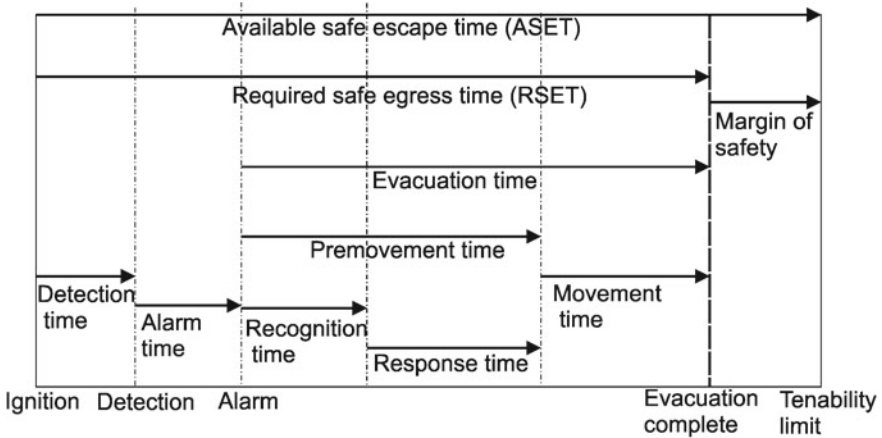 Available safe escape time (ASET)
Required safe egress time (RSET)
Margin of
safety
Evacuation time
Premovement time
Detection
time
Movement
time
Alarm
time
Recognition
time
Response time
Ignition
Detection
Alarm
Evacuation
complete
Tenability
limit